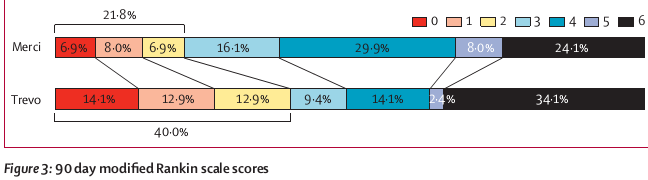 21·8%
0 1 2 3 4 5 6
Merci 6·9% 8·0% 6·9% 16·1% 29·9% 8·0% 24·1%
Trevo 14·1% 12·9% 12·9% 9·4% 14·1% 2·4% 34·1%
40·0%
Figure 3: 90 day modified Rankin scale scores